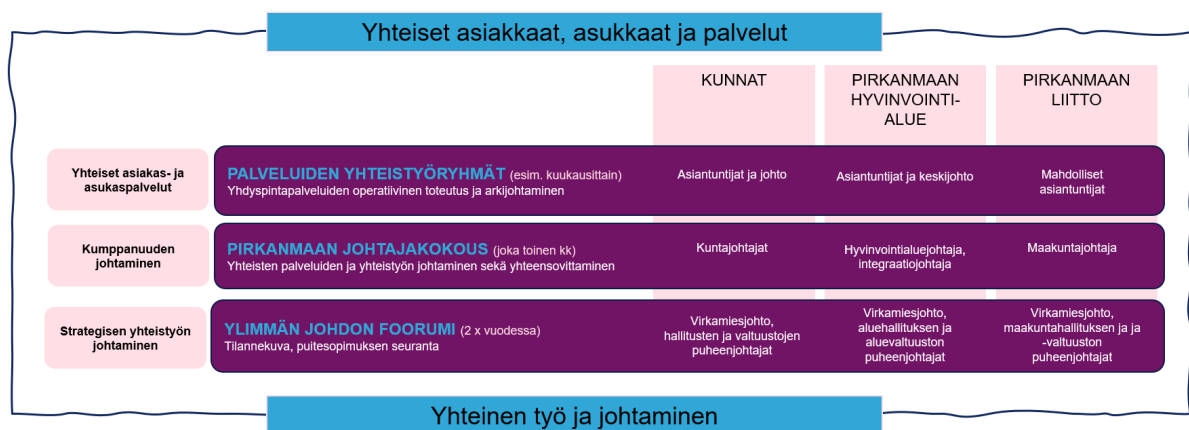 Yhteiset asiakkaat, asukkaat ja palvelut
KUNNAT
PIRKANMAAN
HYVINVOINTI-
ALUE
PIRKANMAAN
LIITTO
Yhteiset asiakas- ja
asukaspalvelut
PALVELUIDEN YHTEISTYÖRYHMÄT (esim. kuukausittain)
Yhdyspintapalveluiden operatiivinen toteutus ja arkijohtaminen
Asiantuntijat ja johto
Asiantuntijat ja keskijohto
Mahdolliset
asiantuntijat
Kumppanuuden
johtaminen
PIRKANMAAN JOHTAJAKOKOUS (joka toinen kk)
Yhteisten palveluiden ja yhteistyön johtaminen sekä yhteensovittaminen
Kuntajohtajat
Hyvinvointialuejohtaja,
integraatiojohtaja
Maakuntajohtaja
Strategisen yhteistyön
johtaminen
YLIMMÄN JOHDON FOORUMI (2 x vuodessa)
Tilannekuva, puitesopimuksen seuranta
Virkamiesjohto,
hallitusten ja valtuustojen
puheenjohtajat
Virkamiesjohto,
aluehallituksen ja
aluevaltuuston
puheenjohtajat
Virkamiesjohto,
maakuntahallituksen ja ja
-valtuuston
puheenjohtajat
Yhteinen työ ja johtaminen